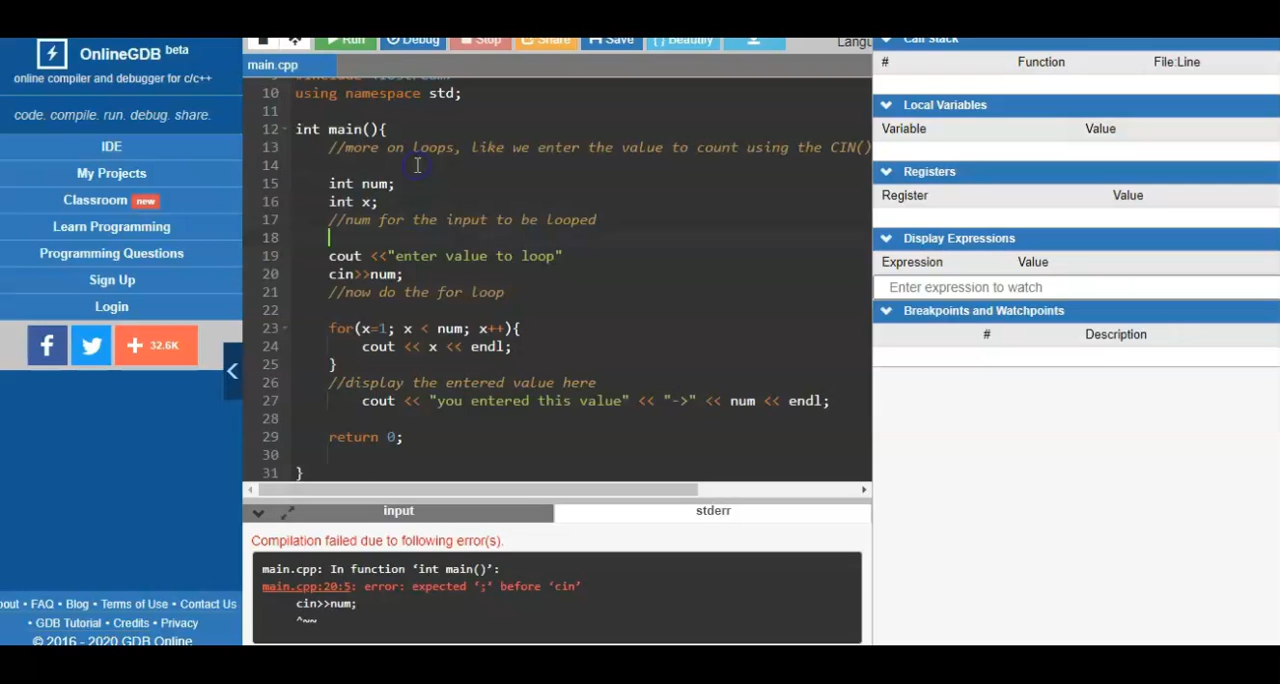 OnlineGDB beta
online compiler and debugger for c/c++
code. compile. run. debug. share.
IDE
My Projects
Classroom new
Learn Programming
Programming Questions
Sign Up
Login
32.6K
FAQ • Blog • Terms of Use • Contact Us
• GDB Tutorial • Credits • Privacy
© 2016 - 2020 GDB Online
Run
Debug
Stop
Share
Save
{ } Beautify
main.cpp
10 using namespace std;
11
12 int main(){
13 //more on loops, like we enter the value to count using the CIN()
14
15 int num;
16 int x;
17 //num for the input to be looped
18
19 cout <<"enter value to loop"
20 cin>>num;
21 //now do the for loop
22
23 for(x=1; x < num; x++){
24 cout << x << endl;
25 }
26 //display the entered value here
27 cout << "you entered this value" << "->" << num << endl;
28
29 return 0;
30
31 }
input
stderr
Compilation failed due to following error(s).
main.cpp: In function ‘int main()’:
main.cpp:20:5: error: expected ‘;’ before ‘cin’
cin>>num;
^~~
Call Stack
# Function File:Line
Local Variables
Variable Value
Registers
Register Value
Display Expressions
Expression Value
Enter expression to watch
Breakpoints and Watchpoints
# Description